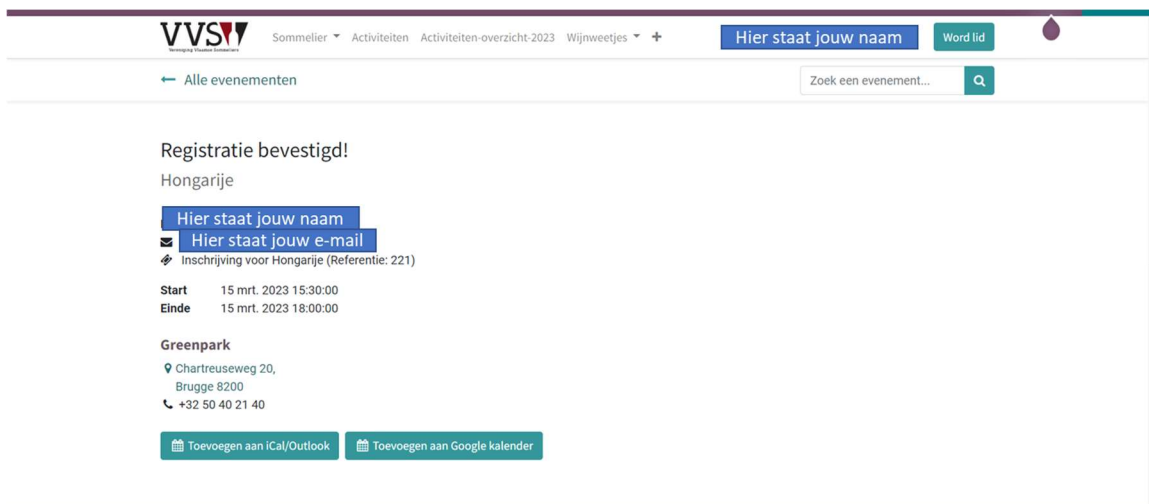 VVS
Vereniging Vlaamse Sommeliers
Sommelier Activiteiten Activiteiten-overzicht-2023 Wijnweetjes + Hier staat jouw naam Word lid
← Alle evenementen Zoek een evenement...
Registratie bevestigd!
Hongarije
Hier staat jouw naam
Hier staat jouw e-mail
Inschrijving voor Hongarije (Referentie: 221)
Start 15 mrt. 2023 15:30:00
Einde 15 mrt. 2023 18:00:00
Greenpark
Chartreuseweg 20,
Brugge 8200
+32 50 40 21 40
Toevoegen aan iCal/Outlook Toevoegen aan Google kalender